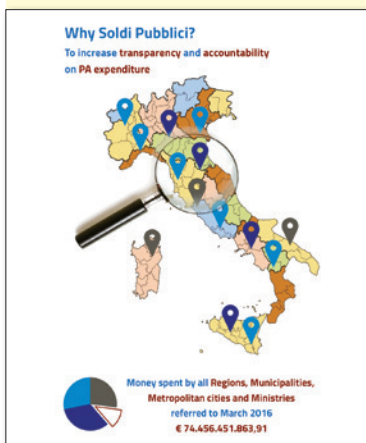 Why Soldi Pubblici?
To increase transparency and accountability
on PA expenditure
Money spent by all Regions, Municipalities,
Metropolitan cities and Ministries
referred to March 2016
€ 74.456.451.863,91